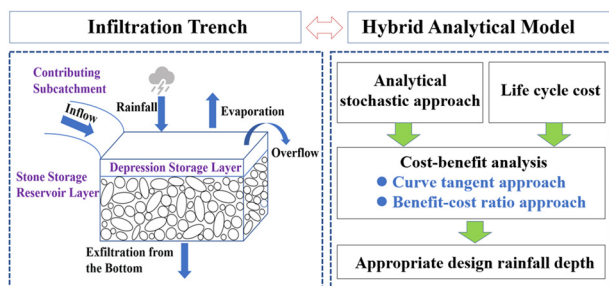 Infiltration Trench
Hybrid Analytical Model
Contributing
Subcatchment
Inflow
Rainfall
Evaporation
Overflow
Depression Storage Layer
Stone Storage
Reservoir Layer
Exfiltration from
the Bottom
Analytical
stochastic approach
Life cycle cost
Cost-benefit analysis
Curve tangent approach
Benefit-cost ratio approach
Appropriate design rainfall depth